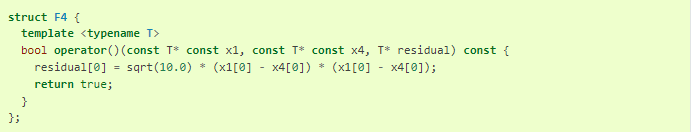 struct F4 {
  template <typename T>
  bool operator()(const T* const x1, const T* const x4, T* residual) const {
    residual[0] = sqrt(10.0) * (x1[0] - x4[0]) * (x1[0] - x4[0]);
    return true;
  }
};